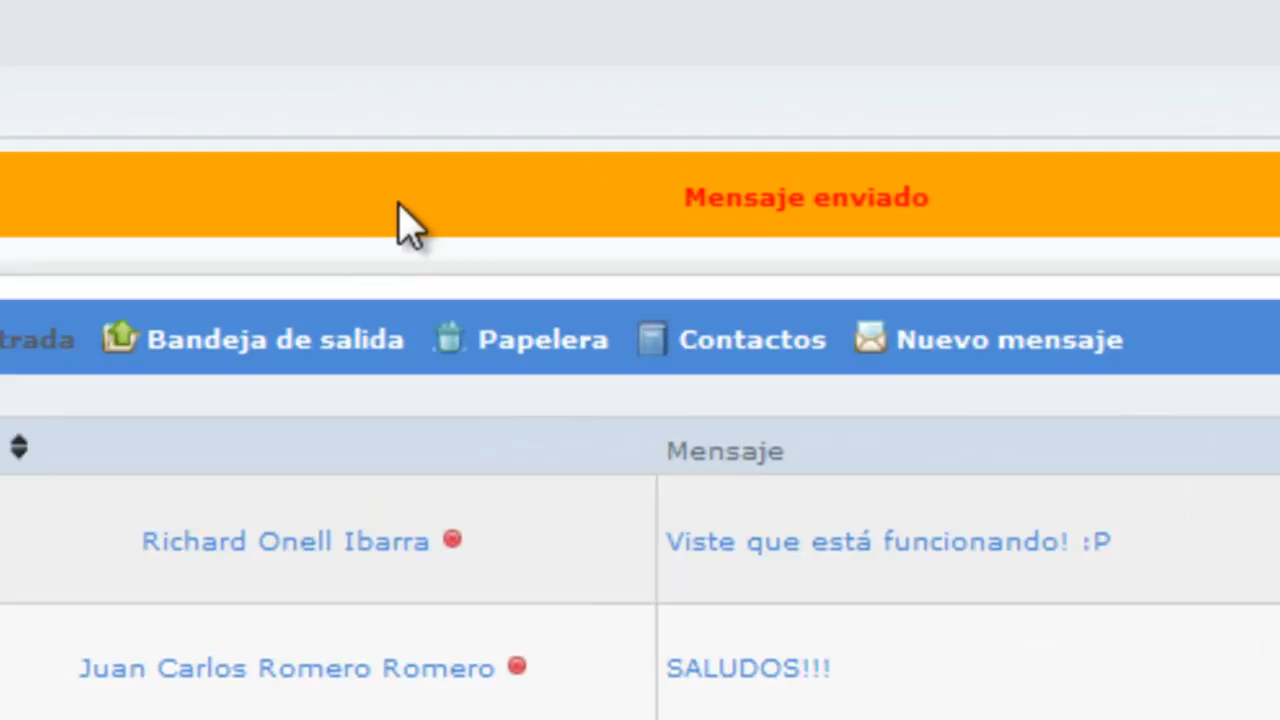 Mensaje enviado
trada Bandeja de salida Papelera Contactos Nuevo mensaje
Mensaje
Richard Onell Ibarra Viste que está funcionando! :P
Juan Carlos Romero Romero SALUDOS!!!